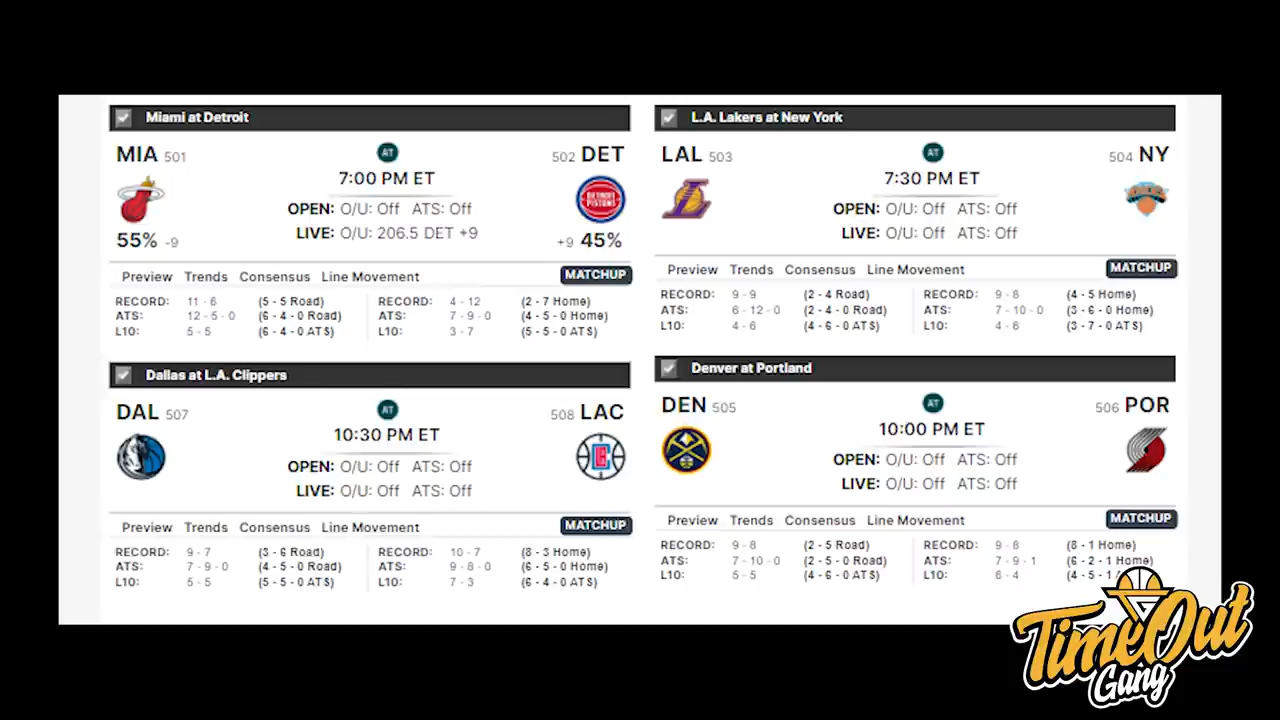 Miami at Detroit
MIA 501 AT 502 DET
7:00 PM ET
OPEN: O/U: Off ATS: Off
LIVE: O/U: 206.5 DET +9
55% -9 +9 45%
Preview Trends Consensus Line Movement MATCHUP
RECORD: 11 - 6 (5 - 5 Road) RECORD: 4 - 12 (2 - 7 Home)
ATS: 12 - 5 - 0 (6 - 4 - 0 Road) ATS: 7 - 9 - 0 (4 - 5 - 0 Home)
L10: 5 - 5 (6 - 4 - 0 ATS) L10: 3 - 7 (5 - 5 - 0 ATS)
L.A. Lakers at New York
LAL 503 AT 504 NY
7:30 PM ET
OPEN: O/U: Off ATS: Off
LIVE: O/U: Off ATS: Off
Preview Trends Consensus Line Movement MATCHUP
RECORD: 9 - 9 (2 - 4 Road) RECORD: 9 - 8 (4 - 5 Home)
ATS: 6 - 12 - 0 (2 - 4 - 0 Road) ATS: 7 - 10 - 0 (3 - 6 - 0 Home)
L10: 4 - 6 (4 - 6 - 0 ATS) L10: 4 - 6 (3 - 7 - 0 ATS)
Dallas at L.A. Clippers
DAL 507 AT 508 LAC
10:30 PM ET
OPEN: O/U: Off ATS: Off
LIVE: O/U: Off ATS: Off
Preview Trends Consensus Line Movement MATCHUP
RECORD: 9 - 7 (3 - 6 Road) RECORD: 10 - 7 (8 - 3 Home)
ATS: 7 - 9 - 0 (4 - 5 - 0 Road) ATS: 9 - 8 - 0 (6 - 5 - 0 Home)
L10: 5 - 5 (5 - 5 - 0 ATS) L10: 7 - 3 (6 - 4 - 0 ATS)
Denver at Portland
DEN 505 AT 506 POR
10:00 PM ET
OPEN: O/U: Off ATS: Off
LIVE: O/U: Off ATS: Off
Preview Trends Consensus Line Movement MATCHUP
RECORD: 9 - 8 (2 - 5 Road) RECORD: 9 - 8 (8 - 1 Home)
ATS: 7 - 10 - 0 (2 - 5 - 0 Road) ATS: 7 - 9 - 1 (6 - 2 - 1 Home)
L10: 5 - 5 (4 - 6 - 0 ATS) L10: 6 - 4 (4 - 5 - 1
TimeOut
Gang